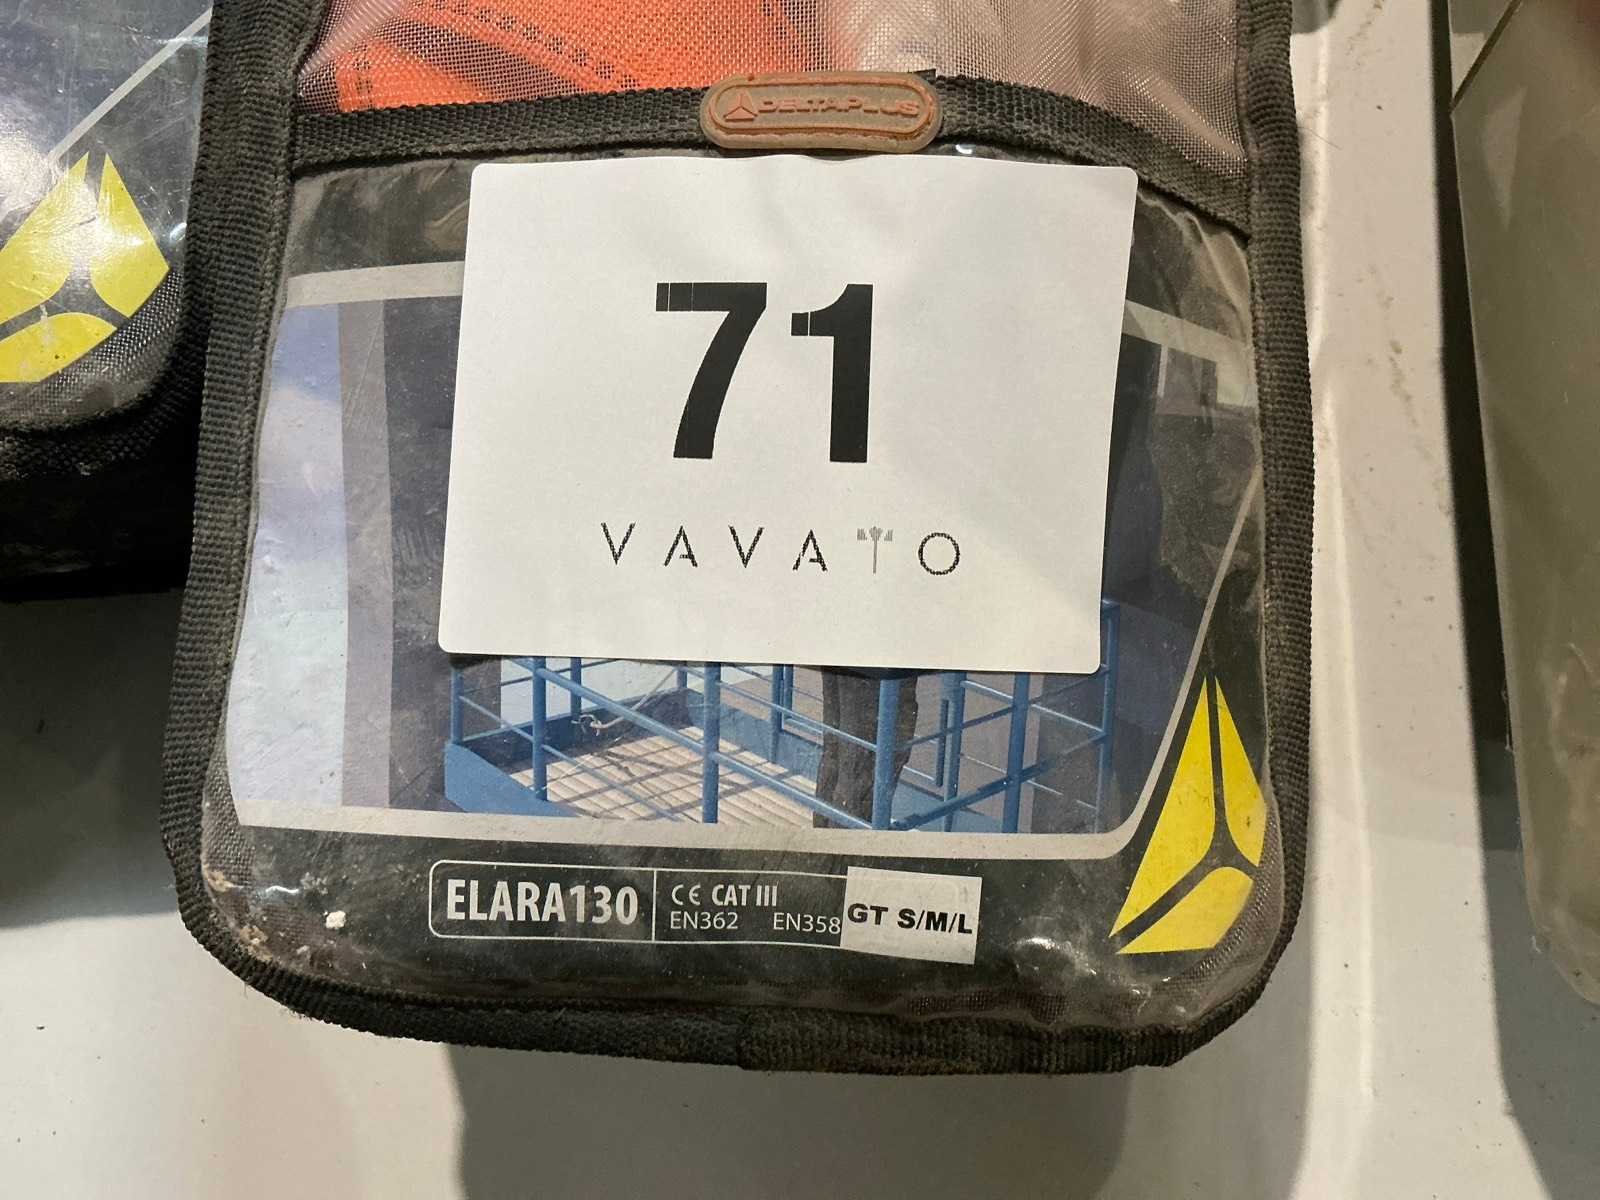 DELTAPLUS
71
VAVATO
ELARA130
CE CAT III
EN362 EN358
GT S/M/L